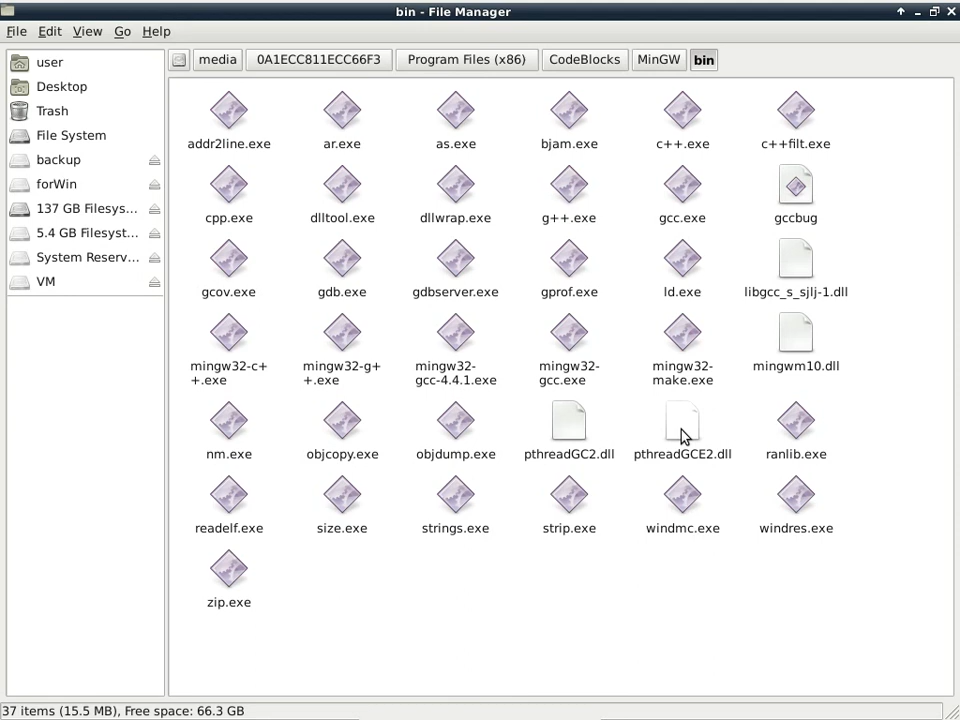 bin - File Manager
File Edit View Go Help
user
Desktop
Trash
File System
backup
forWin
137 GB Filesys...
5.4 GB Filesyst...
System Reserv...
VM
media 0A1ECC811ECC66F3 Program Files (x86) CodeBlocks MinGW bin
addr2line.exe ar.exe as.exe bjam.exe c++.exe c++filt.exe
cpp.exe dlltool.exe dllwrap.exe g++.exe gcc.exe gccbug
gcov.exe gdb.exe gdbserver.exe gprof.exe ld.exe libgcc_s_sjlj-1.dll
mingw32-c+ mingw32-g+ mingw32- mingw32- mingw32- mingwm10.dll
+.exe +.exe gcc-4.4.1.exe gcc.exe make.exe
nm.exe objcopy.exe objdump.exe pthreadGC2.dll pthreadGCE2.dll ranlib.exe
readelf.exe size.exe strings.exe strip.exe windmc.exe windres.exe
zip.exe
37 items (15.5 MB), Free space: 66.3 GB